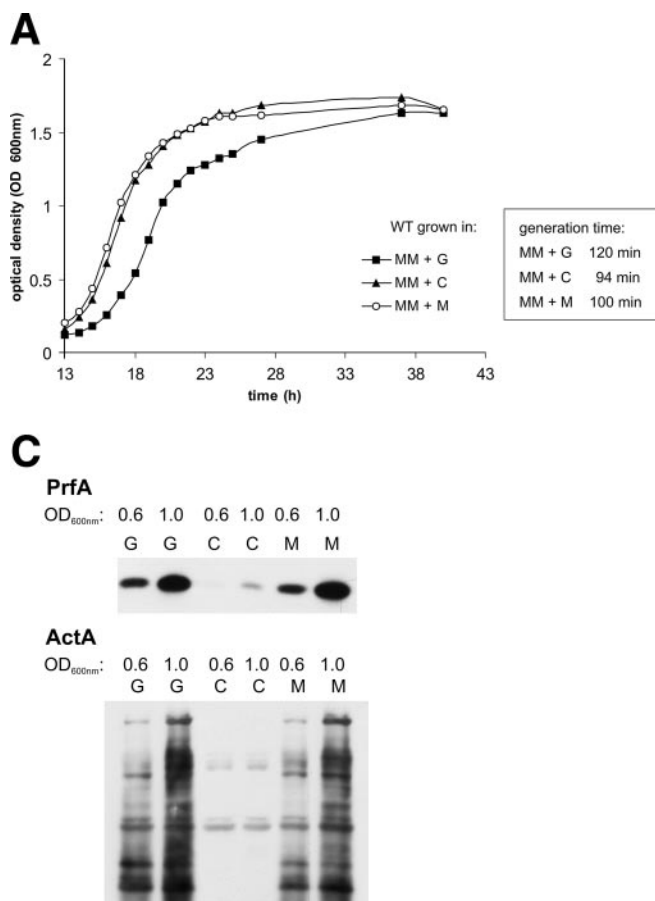 A
2
1.5
1
0.5
0
optical density (OD 600nm)
13 18 23 28 33 38 43
time (h)
WT grown in:
MM + G
MM + C
MM + M
generation time:
MM + G 120 min
MM + C 94 min
MM + M 100 min
C
PrfA
OD600nm: 0.6 1.0 0.6 1.0 0.6 1.0
G G C C M M
ActA
OD600nm: 0.6 1.0 0.6 1.0 0.6 1.0
G G C C M M